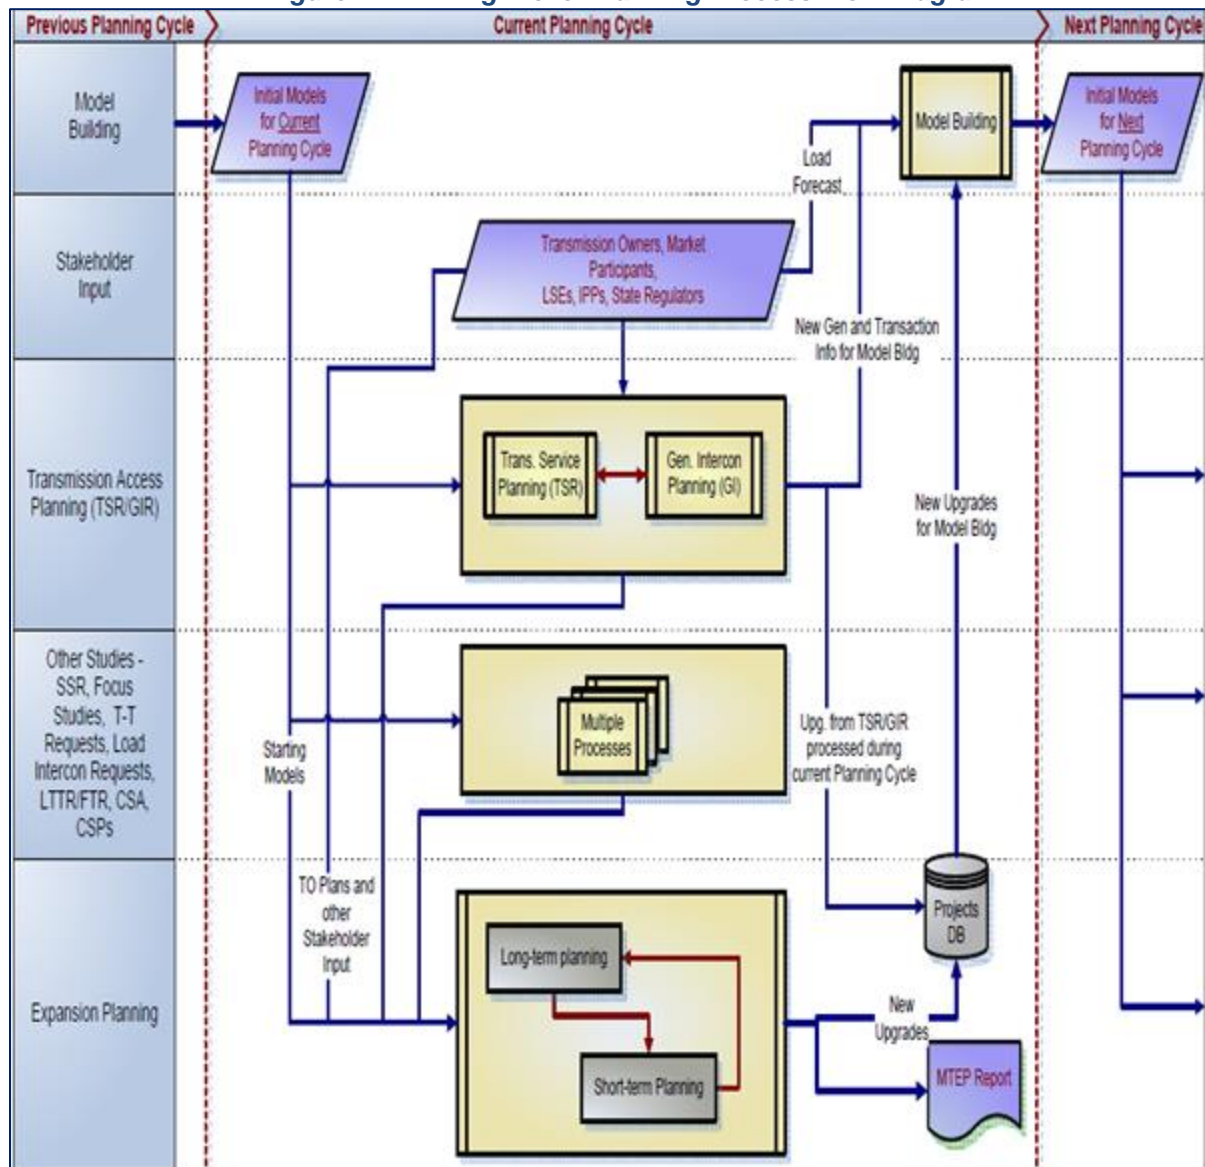 Previous Planning Cycle
Current Planning Cycle
Next Planning Cycle
Model
Building
Initial Models
for Current
Planning Cycle
Model Building
Initial Models
for Next
Planning Cycle
Load
Forecast
Stakeholder
Input
Transmission Owners, Market
Participants,
LSEs, IPPs, State Regulators
New Gen and Transaction
Info for Model Bldg
Transmission Access
Planning (TSR/GIR)
Trans. Service
Planning (TSR)
Gen. Intercon
Planning (GI)
New Upgrades
for Model Bldg
Other Studies -
SSR, Focus
Studies, T-T
Requests, Load
Intercon Requests,
LTTR/FTR, CSA,
CSPs
Starting
Models
Multiple
Processes
Upg. from TSR/GIR
processed during
current Planning Cycle
Expansion Planning
TO Plans and
other
Stakeholder
Input
Long-term planning
Short-term Planning
Projects
DB
New
Upgrades
MTEP Report